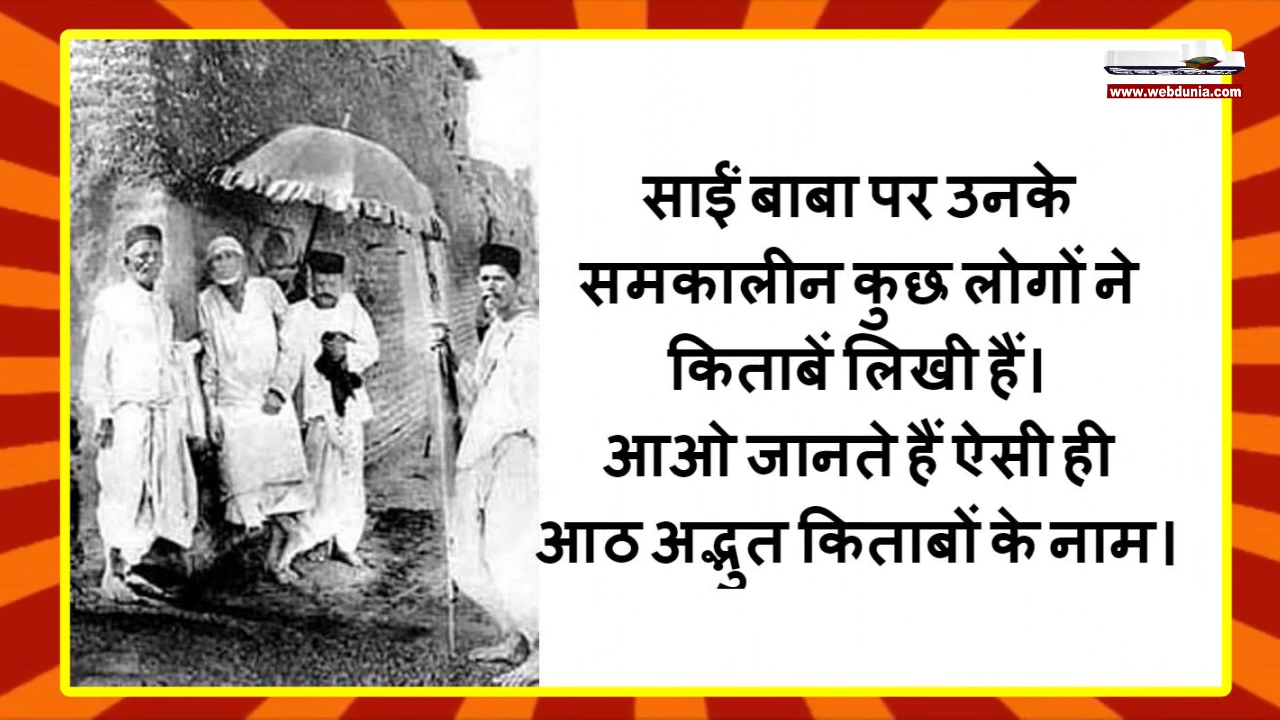 www.webdunia.com
साईं बाबा पर उनके
समकालीन कुछ लोगों ने
किताबें लिखी हैं।
आओ जानते हैं ऐसी ही
आठ अद्भुत किताबों के नाम।